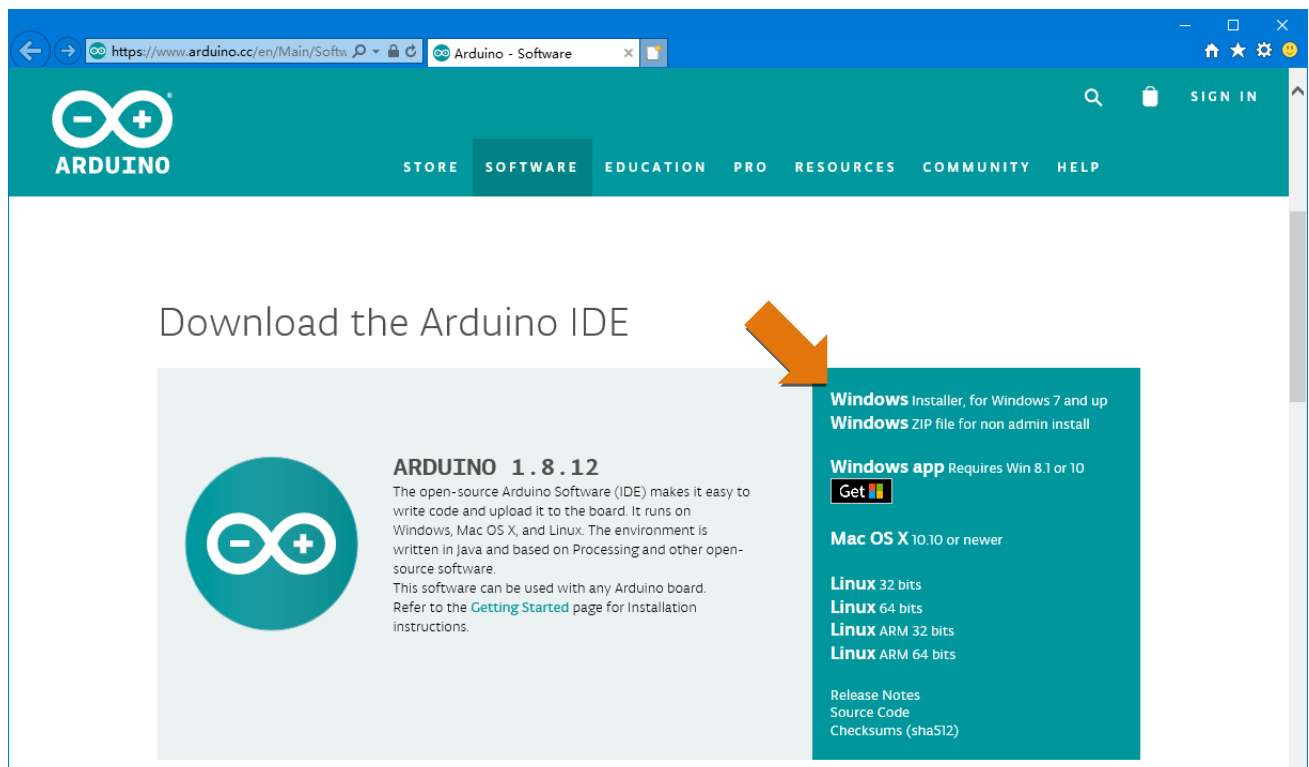 https://www.arduino.cc/en/Main/Softw
Arduino - Software
SIGN IN
ARDUINO
STORE SOFTWARE EDUCATION PRO RESOURCES COMMUNITY HELP
Download the Arduino IDE
ARDUINO 1.8.12
The open-source Arduino Software (IDE) makes it easy to
write code and upload it to the board. It runs on
Windows, Mac OS X, and Linux. The environment is
written in Java and based on Processing and other open-
source software.
This software can be used with any Arduino board.
Refer to the Getting Started page for Installation
instructions.
Windows Installer, for Windows 7 and up
Windows ZIP file for non admin install
Windows app Requires Win 8.1 or 10
Get
Mac OS X 10.10 or newer
Linux 32 bits
Linux 64 bits
Linux ARM 32 bits
Linux ARM 64 bits
Release Notes
Source Code
Checksums (sha512)